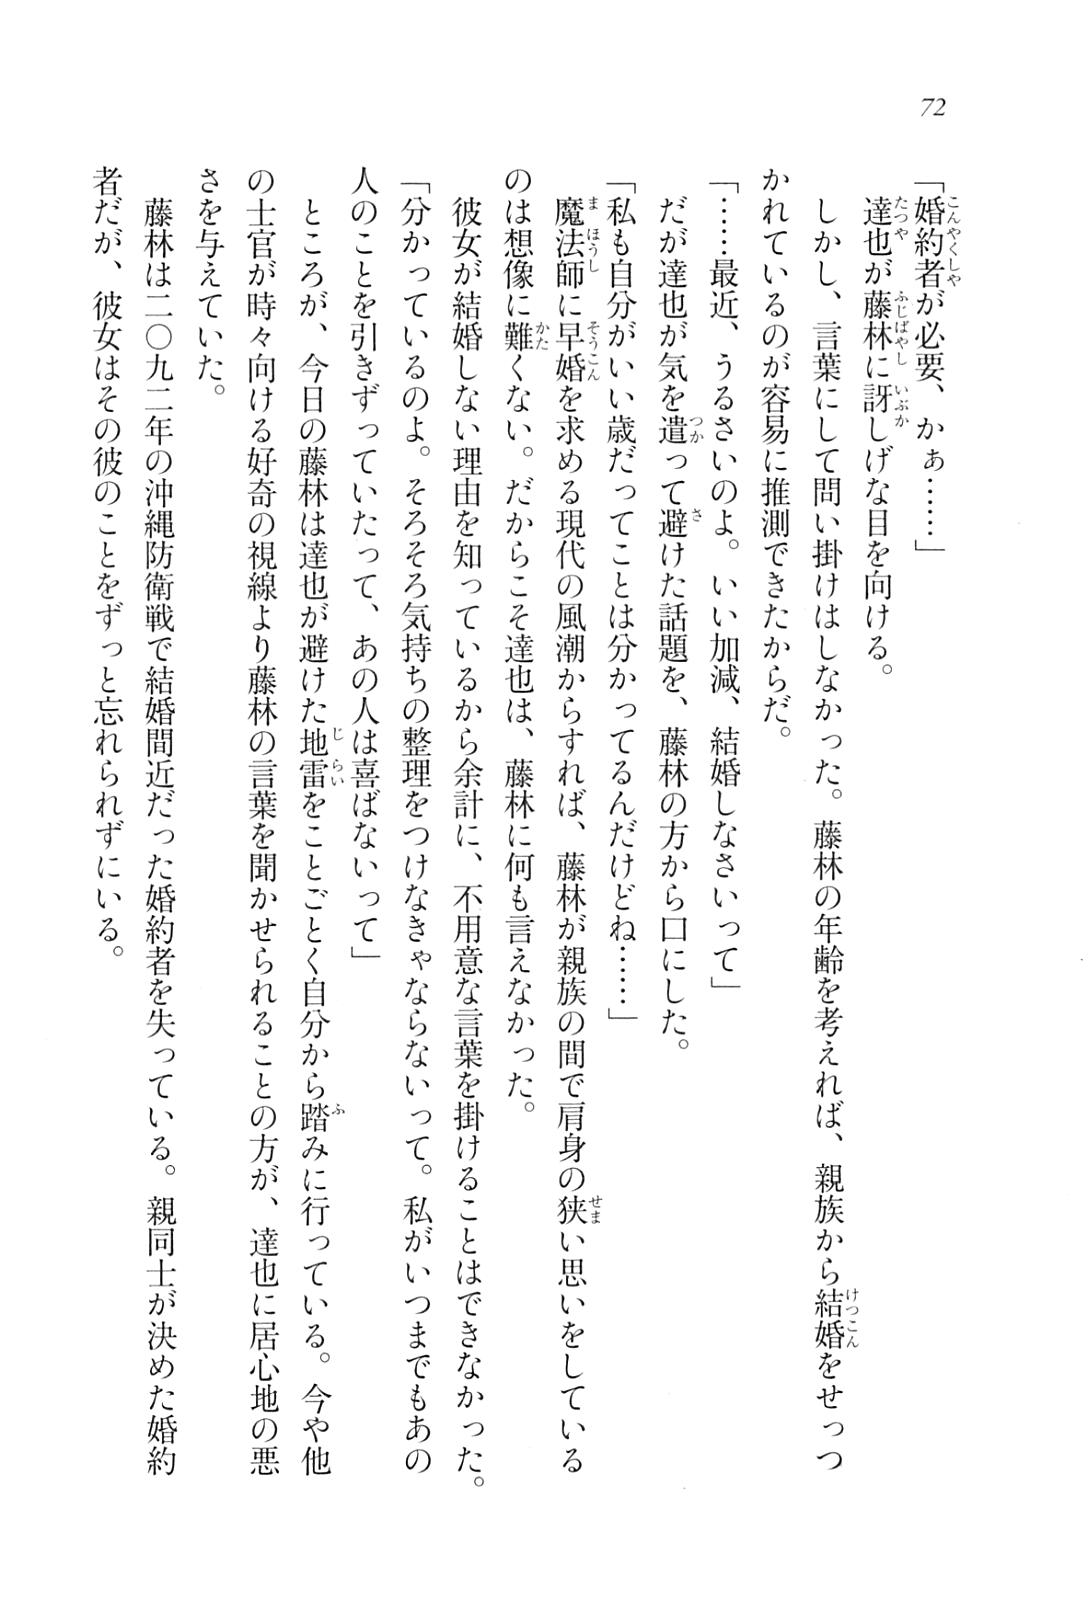 72
「婚約者が必要、かぁ……」
達也が藤林に訝しげな目を向ける。
しかし、言葉にして問い掛けはしなかった。藤林の年齢を考えれば、親族から結婚をせっつ
かれているのが容易に推測できたからだ。
「……最近、うるさいのよ。いい加減、結婚しなさいって」
だが達也が気を遣って避けた話題を、藤林の方から口にした。
「私も自分がいい歳だってことは分かってるんだけどね……」
魔法師に早婚を求める現代の風潮からすれば、藤林が親族の間で肩身の狭い思いをしている
のは想像に難くない。だからこそ達也は、藤林に何も言えなかった。
彼女が結婚しない理由を知っているから余計に、不用意な言葉を掛けることはできなかった。
「分かっているのよ。そろそろ気持ちの整理をつけなきゃならないって。私がいつまでもあの
人のことを引きずっていたって、あの人は喜ばないって」
ところが、今日の藤林は達也が避けた地雷をことごとく自分から踏みに行っている。今や他
の士官が時々向ける好奇の視線より藤林の言葉を聞かせられることの方が、達也に居心地の悪
さを与えていた。
藤林は二〇九二年の沖縄防衛戦で結婚間近だった婚約者を失っている。親同士が決めた婚約
者だが、彼女はその彼のことをずっと忘れられずにいる。